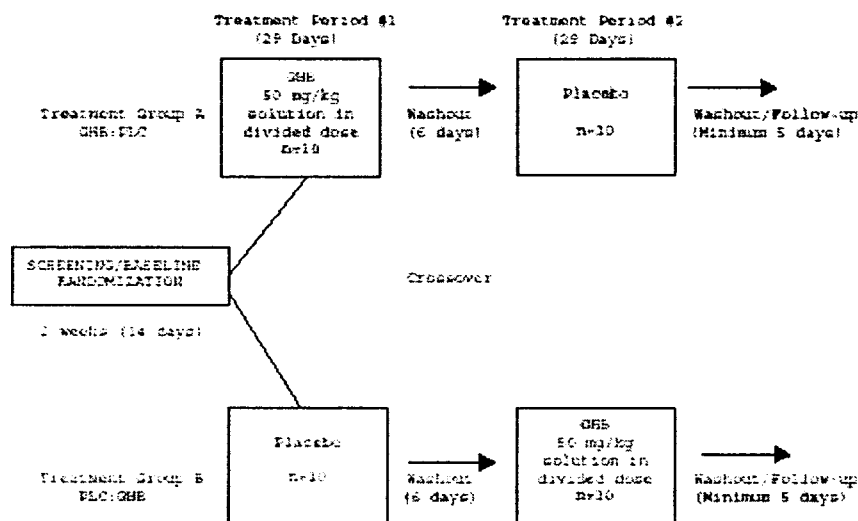 Treatment Period #1
(29 Days)
Treatment Period #2
(29 Days)
Treatment Group A
GHB:PLC
GHB
50 mg/kg
solution in
divided dose
n=10
Washout
(6 days)
Placebo
n=10
Washout/Follow-up
(Minimum 5 days)
SCREENING/BASELINE
RANDOMIZATION
2 weeks (14 days)
Crossover
Treatment Group B
PLC:GHB
Placebo
n=10
Washout
(6 days)
GHB
50 mg/kg
solution in
divided dose
n=10
Washout/Follow-up
(Minimum 5 days)